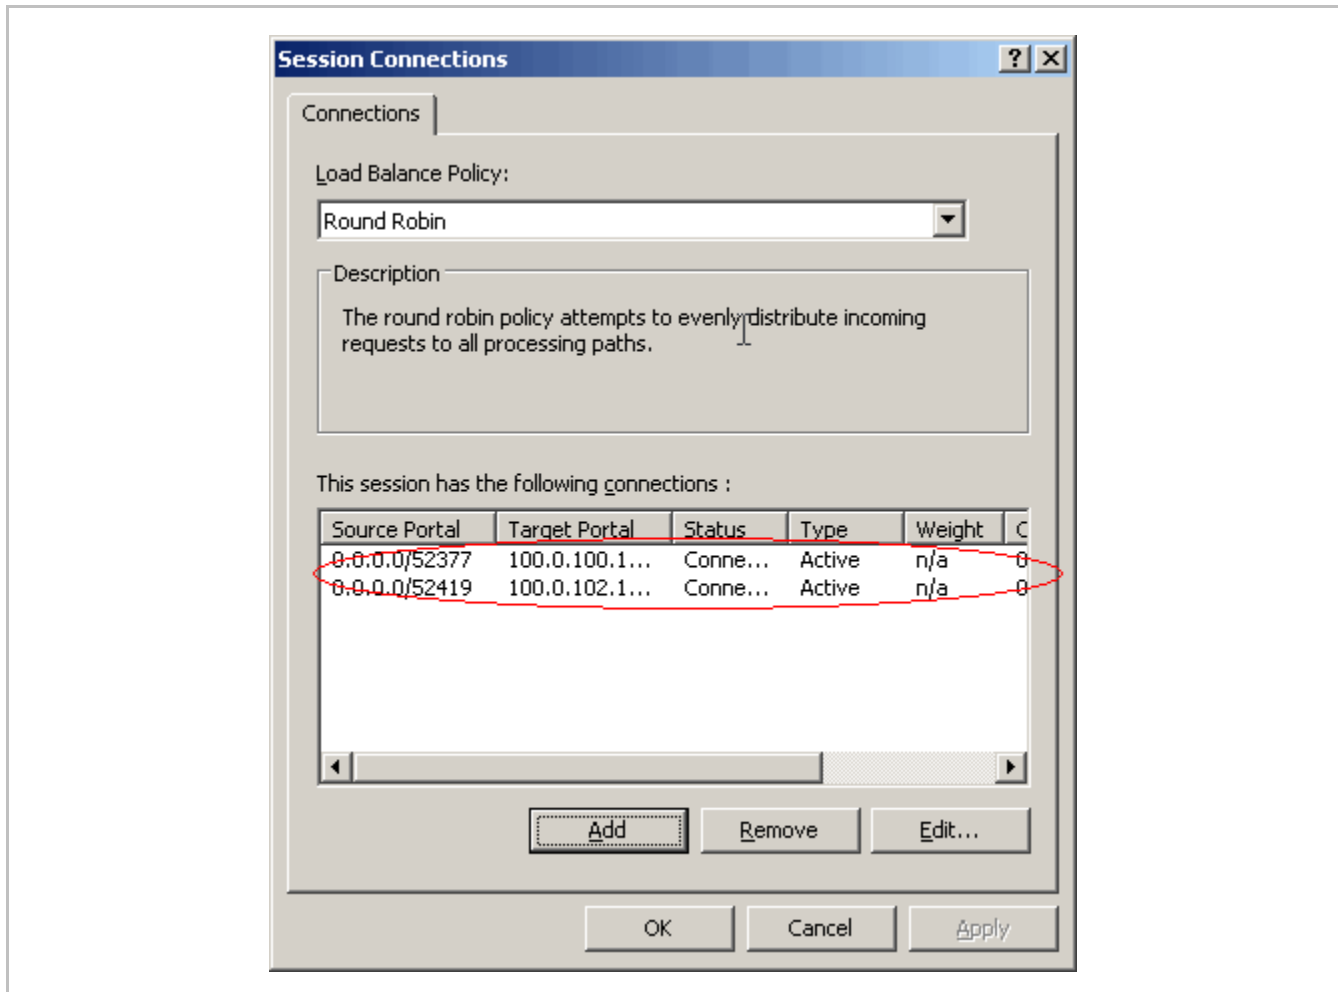 Session Connections
Connections
Load Balance Policy:
Round Robin
Description
The round robin policy attempts to evenly distribute incoming
requests to all processing paths.
This session has the following connections :
Source Portal Target Portal Status Type Weight C
0.0.0.0/52377 100.0.100.1... Conne... Active n/a 0
0.0.0.0/52419 100.0.102.1... Conne... Active n/a 0
Add Remove Edit...
OK Cancel Apply